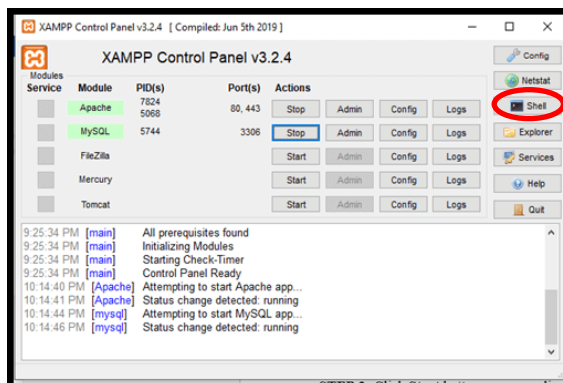 XAMPP Control Panel v3.2.4 [ Compiled: Jun 5th 2019 ]
XAMPP Control Panel v3.2.4
Config
Modules
Service Module PID(s) Port(s) Actions
Netstat
Apache 7824 5068 80, 443 Stop Admin Config Logs
Shell
MySQL 5744 3306 Stop Admin Config Logs
Explorer
FileZilla Start Admin Config Logs
Services
Mercury Start Admin Config Logs
Help
Tomcat Start Admin Config Logs
Quit
9:25:34 PM [main] All prerequisites found
9:25:34 PM [main] Initializing Modules
9:25:34 PM [main] Starting Check-Timer
9:25:34 PM [main] Control Panel Ready
10:14:40 PM [Apache] Attempting to start Apache app...
10:14:41 PM [Apache] Status change detected: running
10:14:44 PM [mysql] Attempting to start MySQL app...
10:14:46 PM [mysql] Status change detected: running